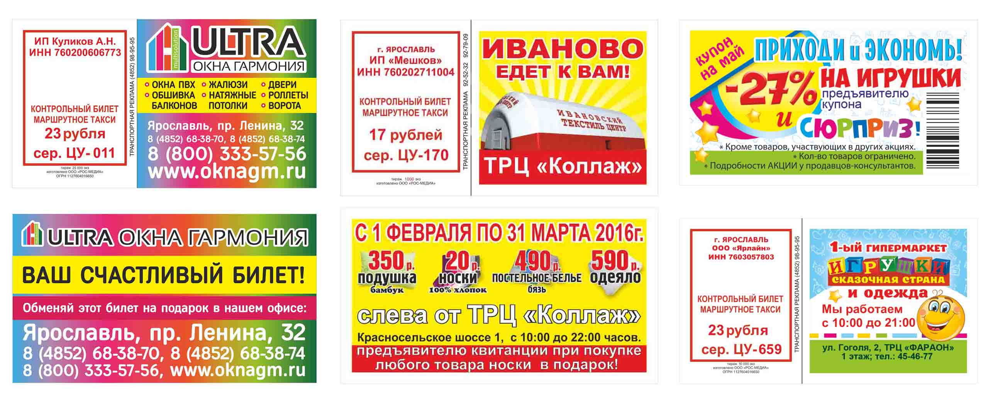 ИП Куликов А.Н.
ИНН 760200606773
КОНТРОЛЬНЫЙ БИЛЕТ
МАРШРУТНОЕ ТАКСИ
23 рубля
сер. ЦУ- 011
тираж 25 000 экз
изготовлено ООО «РОС-МЕДИА»
ОГРН 1127604016650
ТРАНСПОРТНАЯ РЕКЛАМА (4852) 98-95-95
multisolution
ULTRA
ОКНА ГАРМОНИЯ
ОКНА ПВХ
ОБШИВКА
БАЛКОНОВ
ЖАЛЮЗИ
НАТЯЖНЫЕ
ПОТОЛКИ
ДВЕРИ
РОЛЛЕТЫ
ВОРОТА
Ярославль, пр. Ленина, 32
8 (4852) 68-38-70, 8 (4852) 68-38-74
8 (800) 333-57-56
www.oknagm.ru
г. ЯРОСЛАВЛЬ
ИП «Мешков»
ИНН 760202711004
КОНТРОЛЬНЫЙ БИЛЕТ
МАРШРУТНОЕ ТАКСИ
17 рублей
сер. ЦУ-170
тираж 1000 экз
изготовлено ООО «РОС-МЕДИА»
ТРАНСПОРТНАЯ РЕКЛАМА 92-52-32 92-79-09
ИВАНОВО
ЕДЕТ К ВАМ!
ИВАНОВСКИЙ
ТЕКСТИЛЬ ЦЕНТР
ТРЦ «Коллаж»
КУПОН
НА МАЙ
ПРИХОДИ и ЭКОНОМЬ!
-27% НА ИГРУШКИ
предъявителю
купона
и СЮРПРИЗ!
* Кроме товаров, участвующих в других акциях.
* Кол-во товаров ограничено.
* Подробности АКЦИИ у продавцов-консультантов.
ULTRA ОКНА ГАРМОНИЯ
ВАШ СЧАСТЛИВЫЙ БИЛЕТ!
Обменяй этот билет на подарок в нашем офисе:
Ярославль, пр. Ленина, 32
8 (4852) 68-38-70, 8 (4852) 68-38-74
8 (800) 333-57-56, www.oknagm.ru
С 1 ФЕВРАЛЯ ПО 31 МАРТА 2016г.
350 р.
подушка
бамбук
20 р.
носки
100% хлопок
490 р.
ПОСТЕЛЬНОЕ БЕЛЬЕ
бязь
590 р.
одеяло
слева от ТРЦ «Коллаж»
Красносельское шоссе 1, с 10:00 до 22:00 часов.
предъявителю квитанции при покупке
любого товара носки в подарок!
г. ЯРОСЛАВЛЬ
ООО «Ярлайн»
ИНН 7603057803
КОНТРОЛЬНЫЙ БИЛЕТ
МАРШРУТНОЕ ТАКСИ
23 рубля
сер. ЦУ-659
тираж 10 000 экз
изготовлено ООО «РОС-МЕДИА»
ОГРН 1127604016650
ТРАНСПОРТНАЯ РЕКЛАМА (4852) 98-95-95
1-ый ГИПЕРМАРКЕТ
ИГРУШКИ
СКАЗОЧНАЯ СТРАНА
и одежда
Мы работаем
с 10:00 до 21:00
ул. Гоголя, 2, ТРЦ «ФАРАОН»
1 этаж; тел.: 45-46-77